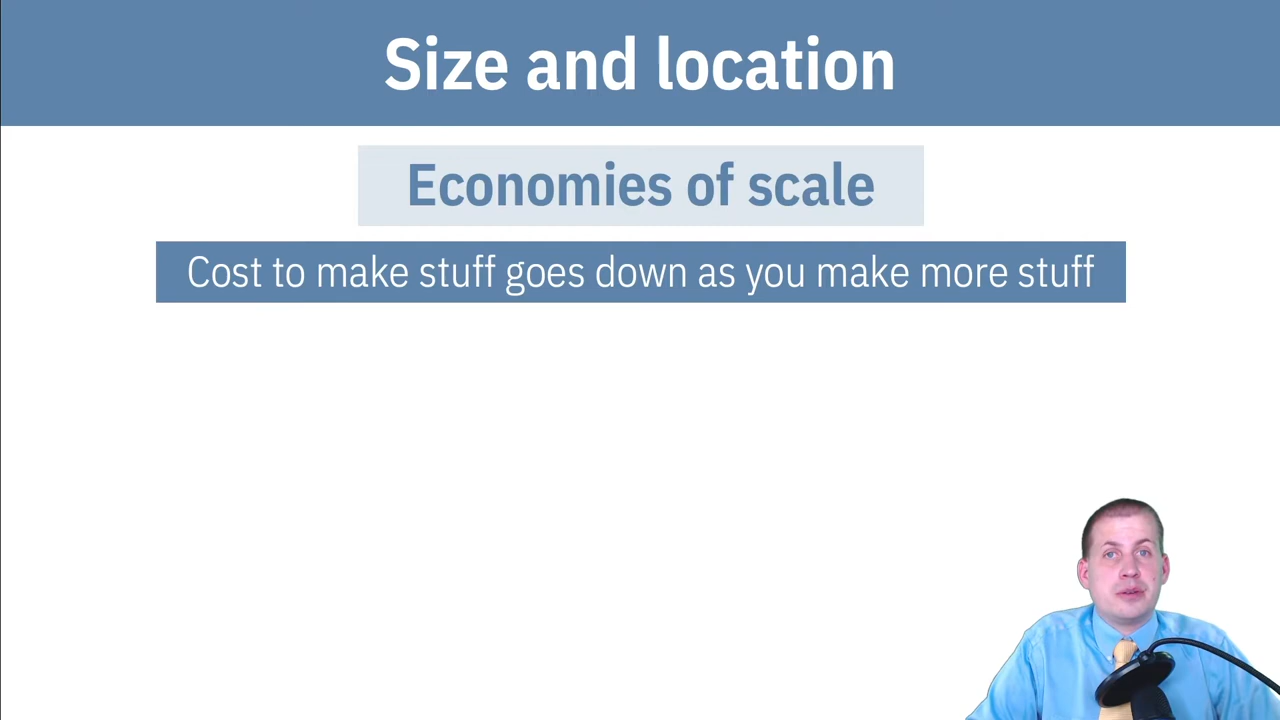 Size and location
Economies of scale
Cost to make stuff goes down as you make more stuff